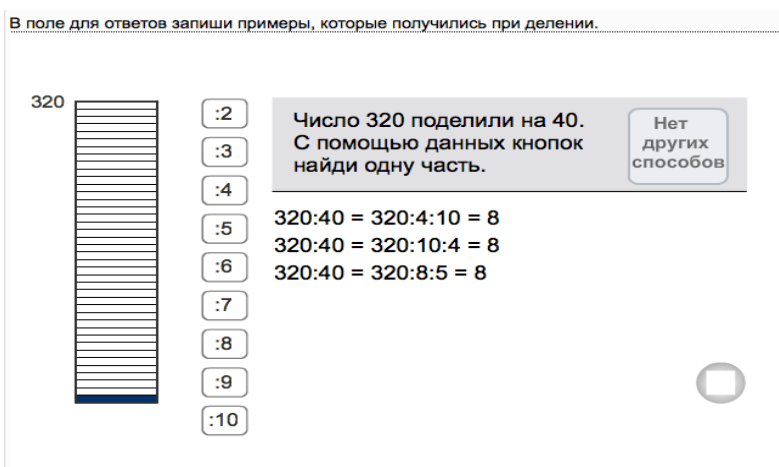 В поле для ответов запиши примеры, которые получились при делении.
320
:2
:3
:4
:5
:6
:7
:8
:9
:10
Число 320 поделили на 40.
С помощью данных кнопок
найди одну часть.
Нет
других
способов
320:40 = 320:4:10 = 8
320:40 = 320:10:4 = 8
320:40 = 320:8:5 = 8